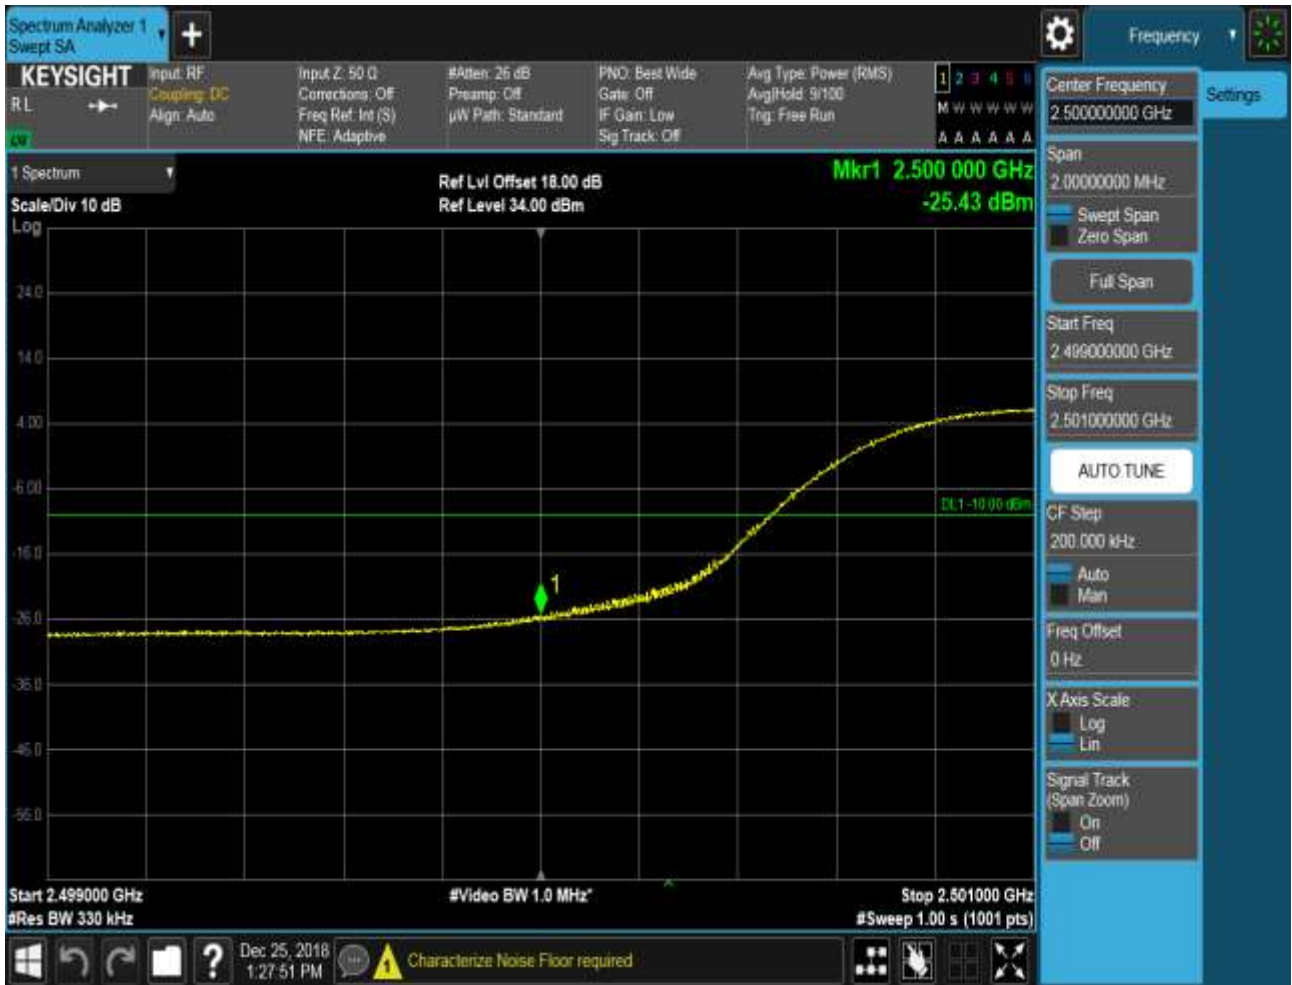 Spectrum Analyzer 1
Swept SA
Frequency
KEYSIGHT
RL
Input: RF
Coupling: DC
Align: Auto
Input Z: 50 Ω
Corrections: Off
Freq Ref: Int (S)
NFE: Adaptive
#Atten: 26 dB
Preamp: Off
µW Path: Standard
PNO: Best Wide
Gate: Off
IF Gain: Low
Sig Track: Off
Avg Type: Power (RMS)
Avg|Hold: 9/100
Trig: Free Run
1 2 3 4 5 6
M W W W W W
A A A A A A
1 Spectrum
Scale/Div 10 dB
Log
Ref Lvl Offset 18.00 dB
Ref Level 34.00 dBm
Mkr1 2.500 000 GHz
-25.43 dBm
24.0
14.0
4.00
-6.00
-16.0
-26.0
-36.0
-46.0
-56.0
DL1 -10.00 dBm
1
Start 2.499000 GHz
#Res BW 330 kHz
#Video BW 1.0 MHz*
Stop 2.501000 GHz
#Sweep 1.00 s (1001 pts)
Center Frequency
2.500000000 GHz
Settings
Span
2.00000000 MHz
Swept Span
Zero Span
Full Span
Start Freq
2.499000000 GHz
Stop Freq
2.501000000 GHz
AUTO TUNE
CF Step
200.000 kHz
Auto
Man
Freq Offset
0 Hz
X Axis Scale
Log
Lin
Signal Track
(Span Zoom)
On
Off
?
Dec 25, 2018
1:27:51 PM
Characterize Noise Floor required